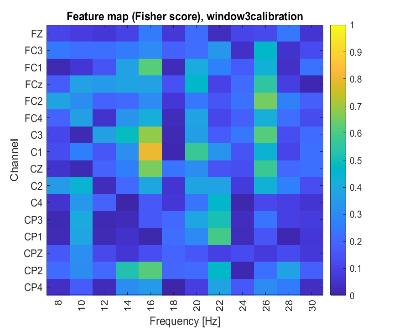 Feature map (Fisher score), window3calibration
FZ
FC3
FC1
FCz
FC2
FC4
C3
C1
CZ
C2
C4
CP3
CP1
CPZ
CP2
CP4
Channel
8 10 12 14 16 18 20 22 24 26 28 30
Frequency [Hz]
1
0.9
0.8
0.7
0.6
0.5
0.4
0.3
0.2
0.1
0